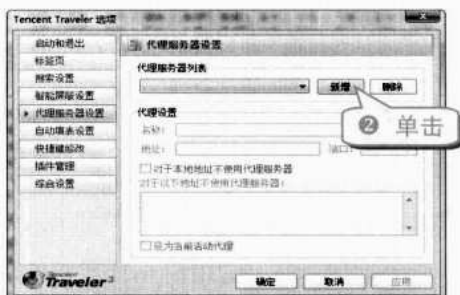 Tencent Traveler 选项
启动和退出
标签页
搜索设置
智能屏蔽设置
代理服务器设置
自动填表设置
快捷键修改
插件管理
综合设置
代理服务器设置
代理服务器列表
新增
删除
代理设置
名称:
地址:
端口:
对于本地地址不使用代理服务器
对于以下地址不使用代理服务器:
设为当前活动代理
❷ 单击
Tencent
Traveler 3
确定
取消
应用